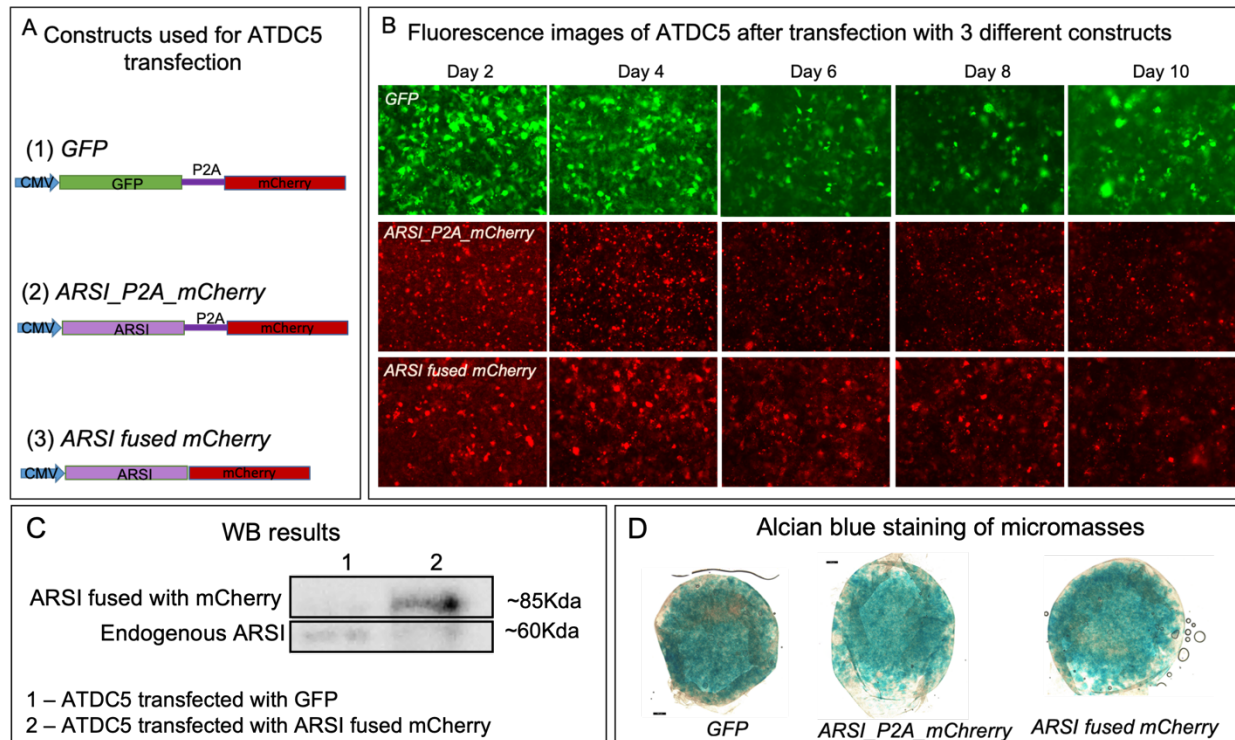 A Constructs used for ATDC5
transfection
(1) GFP
P2A
CMV GFP mCherry
(2) ARSI_P2A_mCherry
P2A
CMV ARSI mCherry
(3) ARSI fused mCherry
CMV ARSI mCherry
B Fluorescence images of ATDC5 after transfection with 3 different constructs
Day 2 Day 4 Day 6 Day 8 Day 10
GFP
ARSI_P2A_mCherry
ARSI fused mCherry
C WB results
1 2
ARSI fused with mCherry ~85Kda
Endogenous ARSI ~60Kda
1 – ATDC5 transfected with GFP
2 – ATDC5 transfected with ARSI fused mCherry
D Alcian blue staining of micromasses
GFP ARSI_P2A_mChrerry ARSI fused mCherry